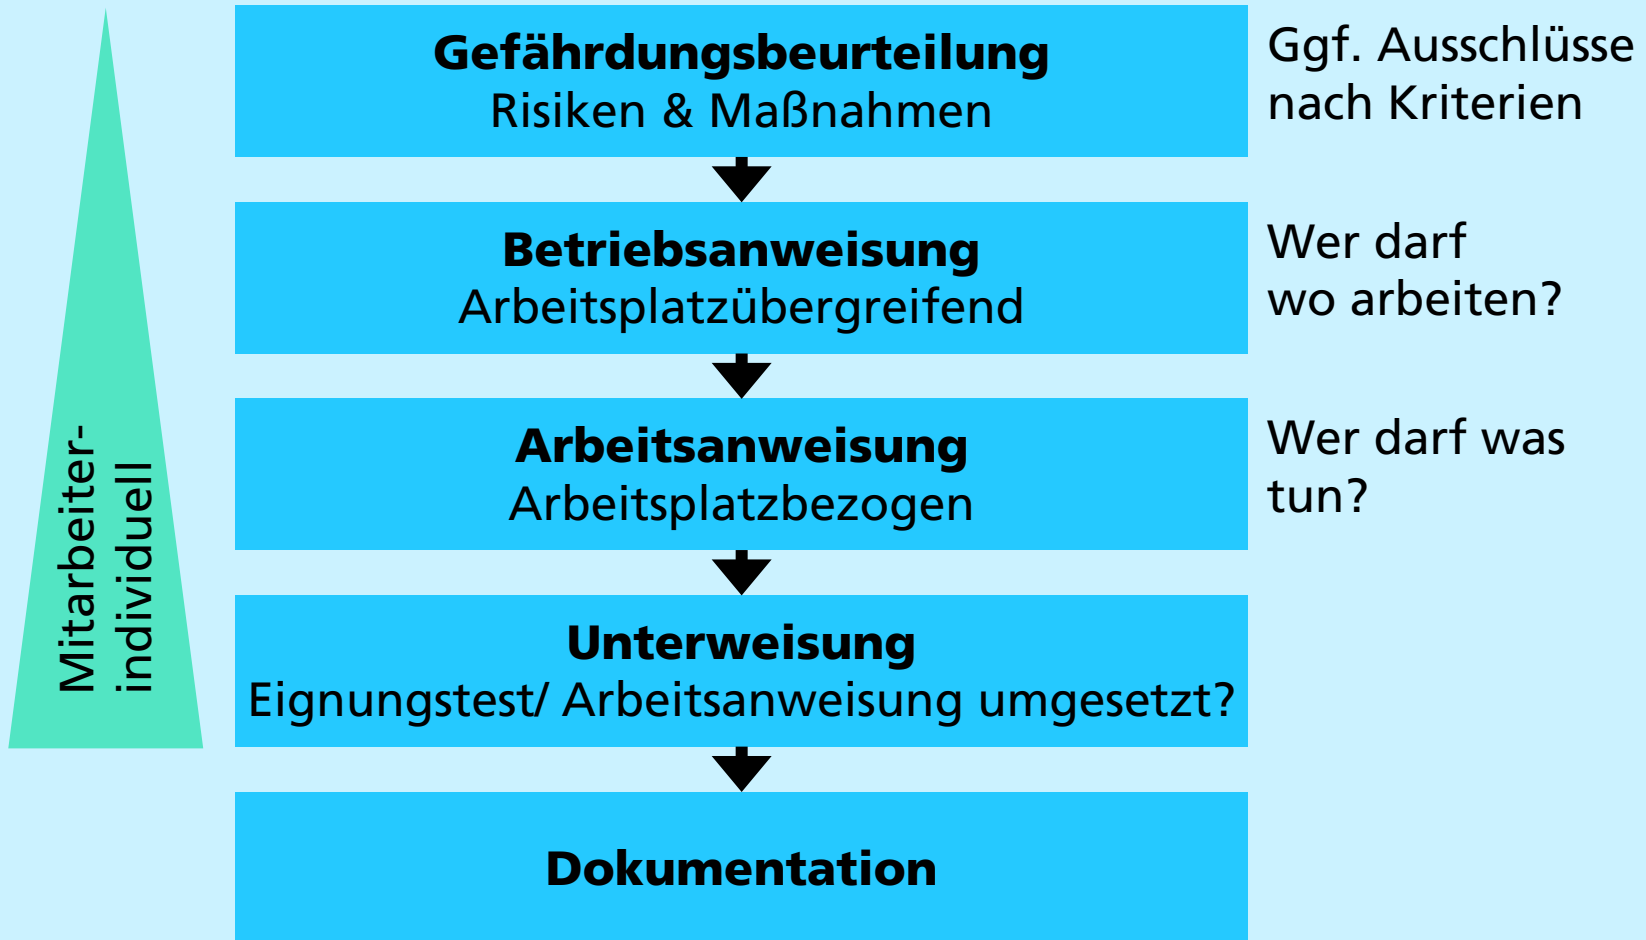 Gefährdungsbeurteilung
Risiken & Maßnahmen
Ggf. Ausschlüsse
nach Kriterien
Betriebsanweisung
Arbeitsplatzübergreifend
Wer darf
wo arbeiten?
Arbeitsanweisung
Arbeitsplatzbezogen
Wer darf was
tun?
Unterweisung
Eignungstest/ Arbeitsanweisung umgesetzt?
Dokumentation
Mitarbeiter-
individuell